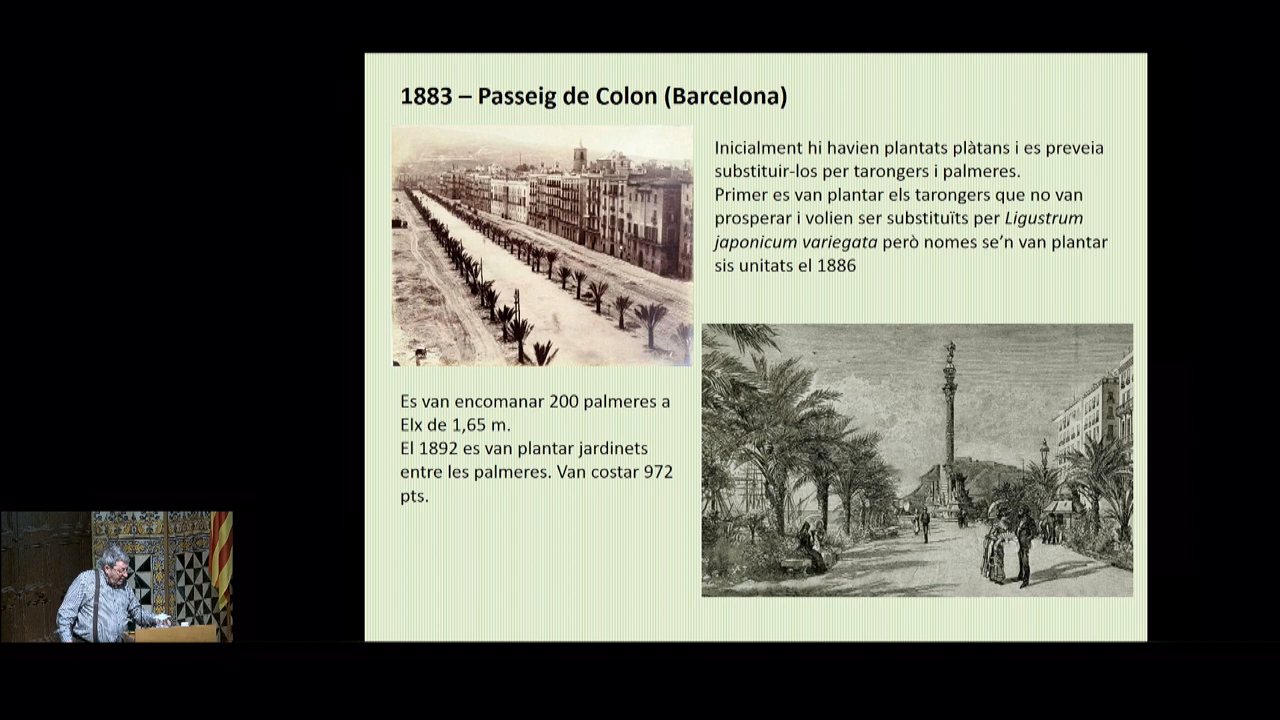 1883 – Passeig de Colon (Barcelona)
Inicialment hi havien plantats plàtans i es preveia
substituir-los per tarongers i palmeres.
Primer es van plantar els tarongers que no van
prosperar i volien ser substituïts per Ligustrum
japonicum variegata però nomes se’n van plantar
sis unitats el 1886
Es van encomanar 200 palmeres a
Elx de 1,65 m.
El 1892 es van plantar jardinets
entre les palmeres. Van costar 972
pts.